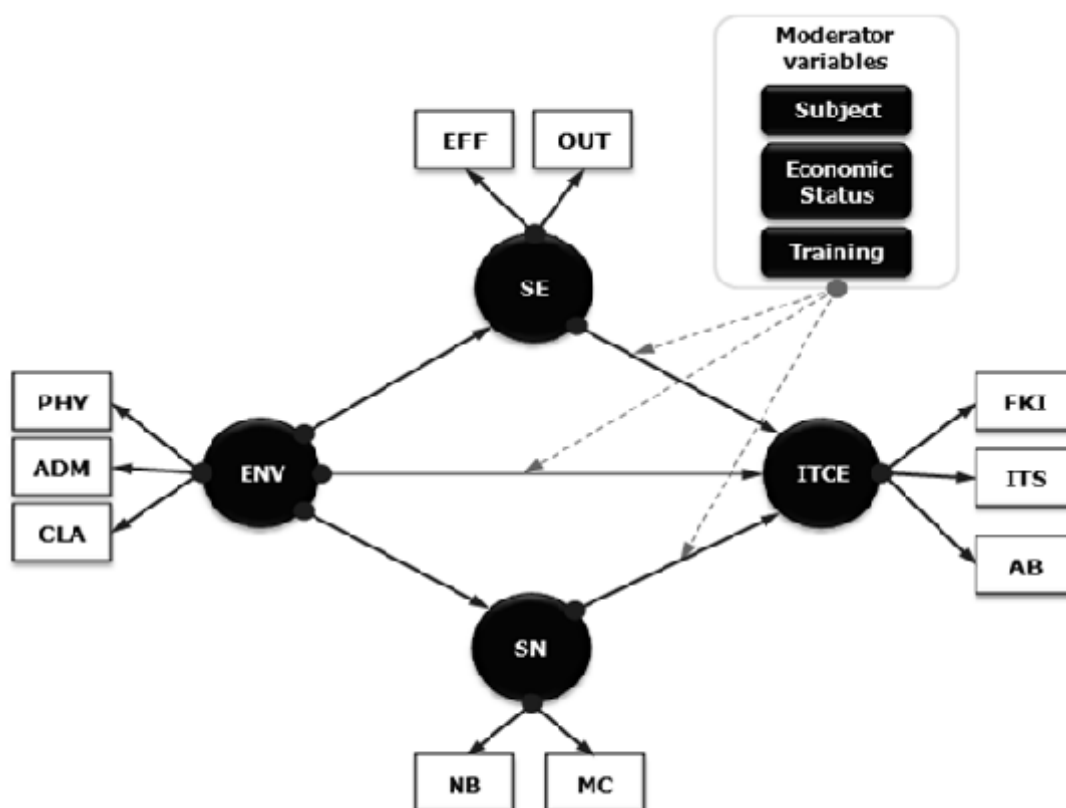 Moderator
variables
Subject
Economic
Status
Training
EFF
OUT
SE
PHY
ADM
CLA
ENV
ITCE
FKI
ITS
AB
SN
NB
MC